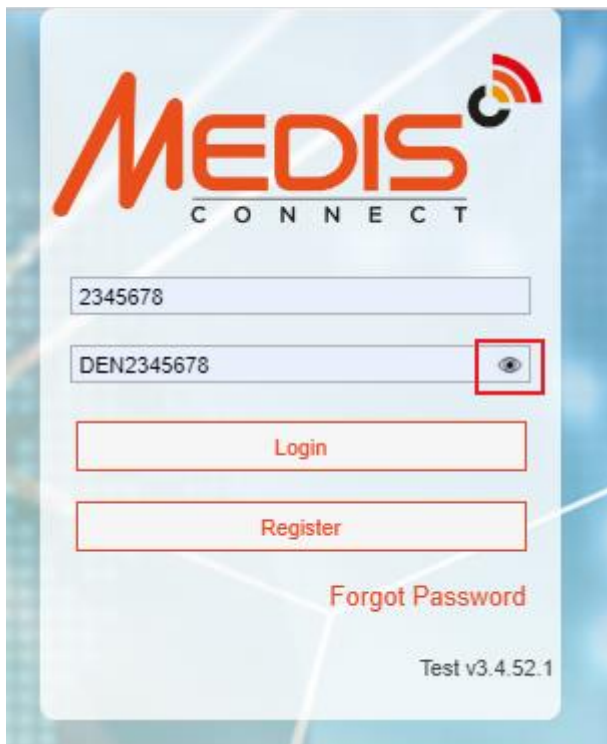 MEDIS
CONNECT
2345678
DEN2345678
Login
Register
Forgot Password
Test v3.4.52.1